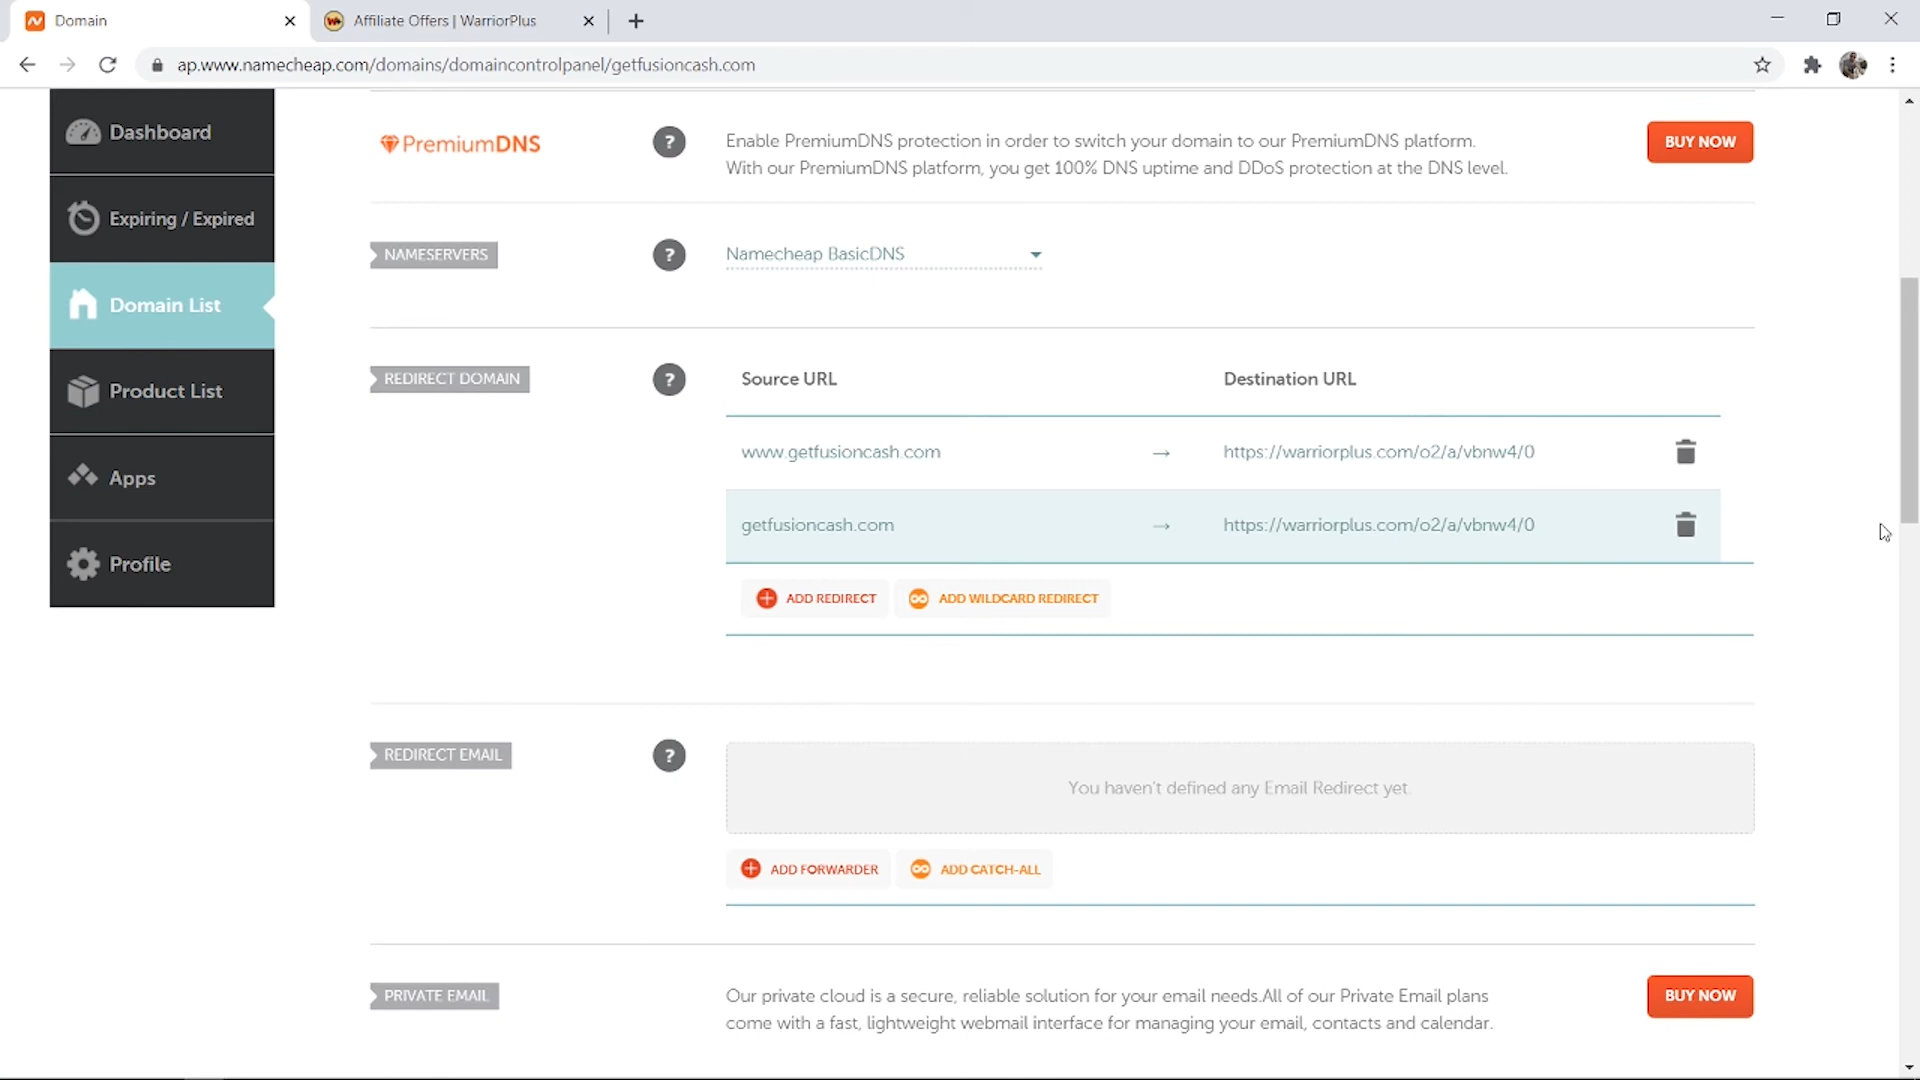 Domain
Affiliate Offers | WarriorPlus
ap.www.namecheap.com/domains/domaincontrolpanel/getfusioncash.com
Dashboard
Expiring / Expired
Domain List
Product List
Apps
Profile
PremiumDNS
?
Enable PremiumDNS protection in order to switch your domain to our PremiumDNS platform.
With our PremiumDNS platform, you get 100% DNS uptime and DDoS protection at the DNS level.
BUY NOW
NAMESERVERS
?
Namecheap BasicDNS
REDIRECT DOMAIN
?
Source URL
Destination URL
www.getfusioncash.com → https://warriorplus.com/o2/a/vbnw4/0
getfusioncash.com → https://warriorplus.com/o2/a/vbnw4/0
ADD REDIRECT
ADD WILDCARD REDIRECT
REDIRECT EMAIL
?
You haven't defined any Email Redirect yet.
ADD FORWARDER
ADD CATCH-ALL
PRIVATE EMAIL
Our private cloud is a secure, reliable solution for your email needs.All of our Private Email plans
come with a fast, lightweight webmail interface for managing your email, contacts and calendar.
BUY NOW